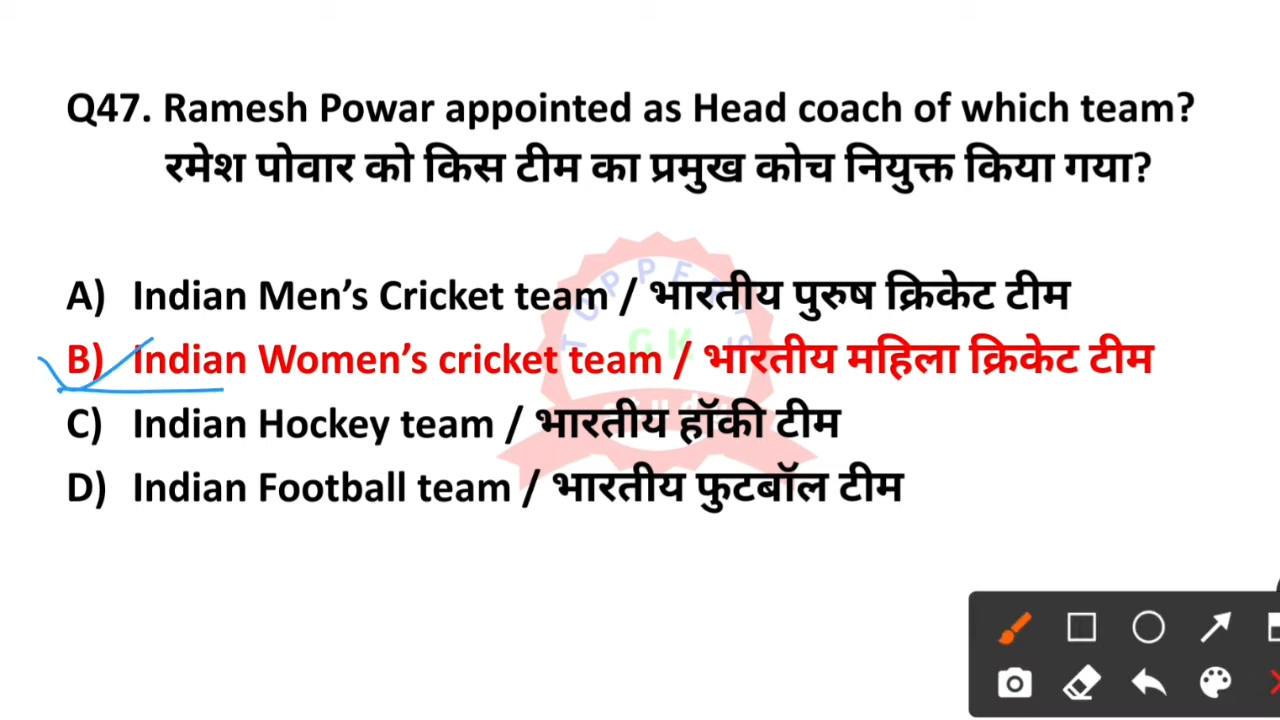 Q47. Ramesh Powar appointed as Head coach of which team?
रमेश पोवार को किस टीम का प्रमुख कोच नियुक्त किया गया?
A) Indian Men’s Cricket team / भारतीय पुरुष क्रिकेट टीम
B) Indian Women’s cricket team / भारतीय महिला क्रिकेट टीम
C) Indian Hockey team / भारतीय हॉकी टीम
D) Indian Football team / भारतीय फुटबॉल टीम
GK